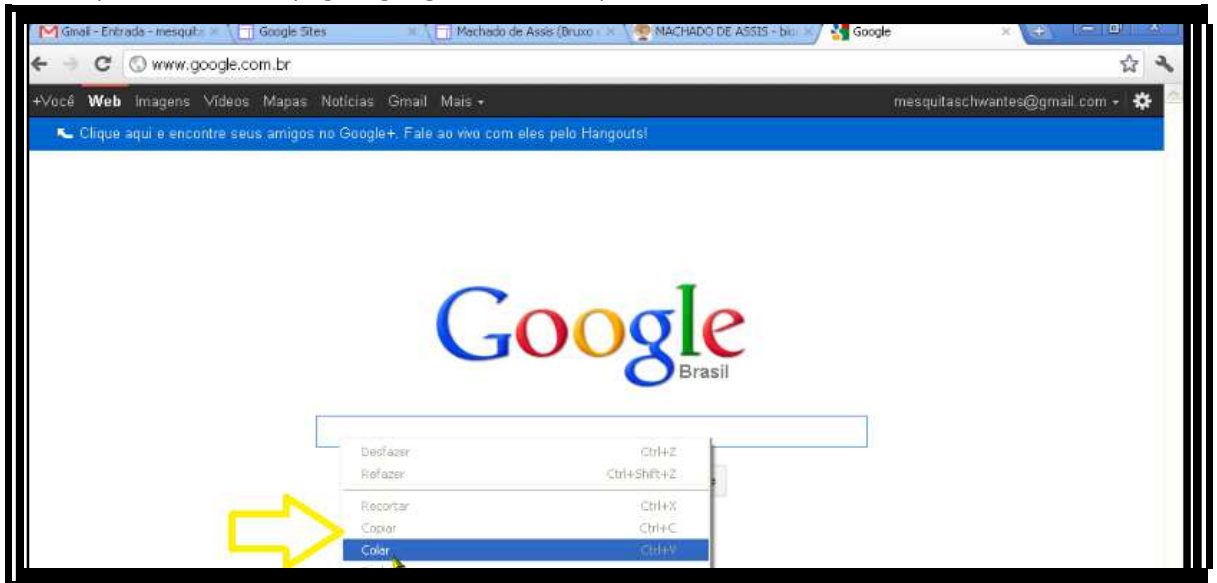 Gmail - Entrada - mesquita
Google Sites
Machado de Assis (Bruxo
MACHADO DE ASSIS - bio
Google
www.google.com.br
+Você Web Imagens Vídeos Mapas Notícias Gmail Mais
mesquitaschwantes@gmail.com
Clique aqui e encontre seus amigos no Google+. Fale ao vivo com eles pelo Hangouts!
Google
Brasil
Desfazer Ctrl+Z
Refazer Ctrl+Shift+Z
Recortar Ctrl+X
Copiar Ctrl+C
Colar Ctrl+V